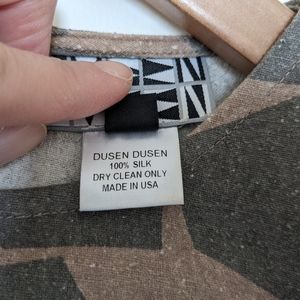 DUSEN DUSEN
100% SILK
DRY CLEAN ONLY
MADE IN USA